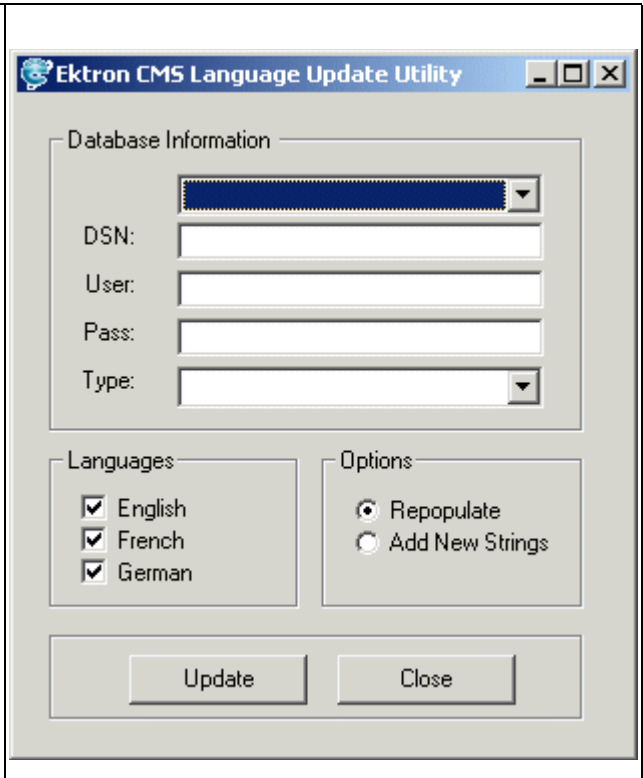 Ektron CMS Language Update Utility
Database Information
DSN:
User:
Pass:
Type:
Languages
English
French
German
Options
Repopulate
Add New Strings
Update
Close